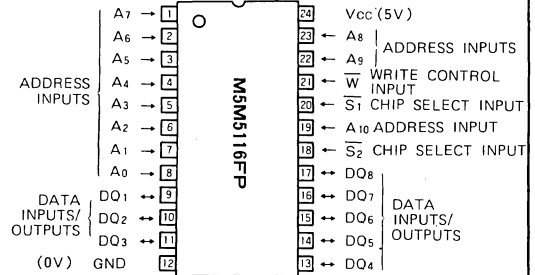 A7 → 1
A6 → 2
A5 → 3
A4 → 4
A3 → 5
A2 → 6
A1 → 7
A0 → 8
ADDRESS
INPUTS
DQ1 ↔ 9
DQ2 ↔ 10
DQ3 ↔ 11
DATA
INPUTS/
OUTPUTS
(0V) GND 12
M5M5116FP
24 Vcc (5V)
23 ← A8
22 ← A9
ADDRESS INPUTS
21 ← W̅ WRITE CONTROL
INPUT
20 ← S̅1 CHIP SELECT INPUT
19 ← A10 ADDRESS INPUT
18 ← S̅2 CHIP SELECT INPUT
17 ↔ DQ8
16 ↔ DQ7
15 ↔ DQ6
14 ↔ DQ5
13 ↔ DQ4
DATA
INPUTS/
OUTPUTS